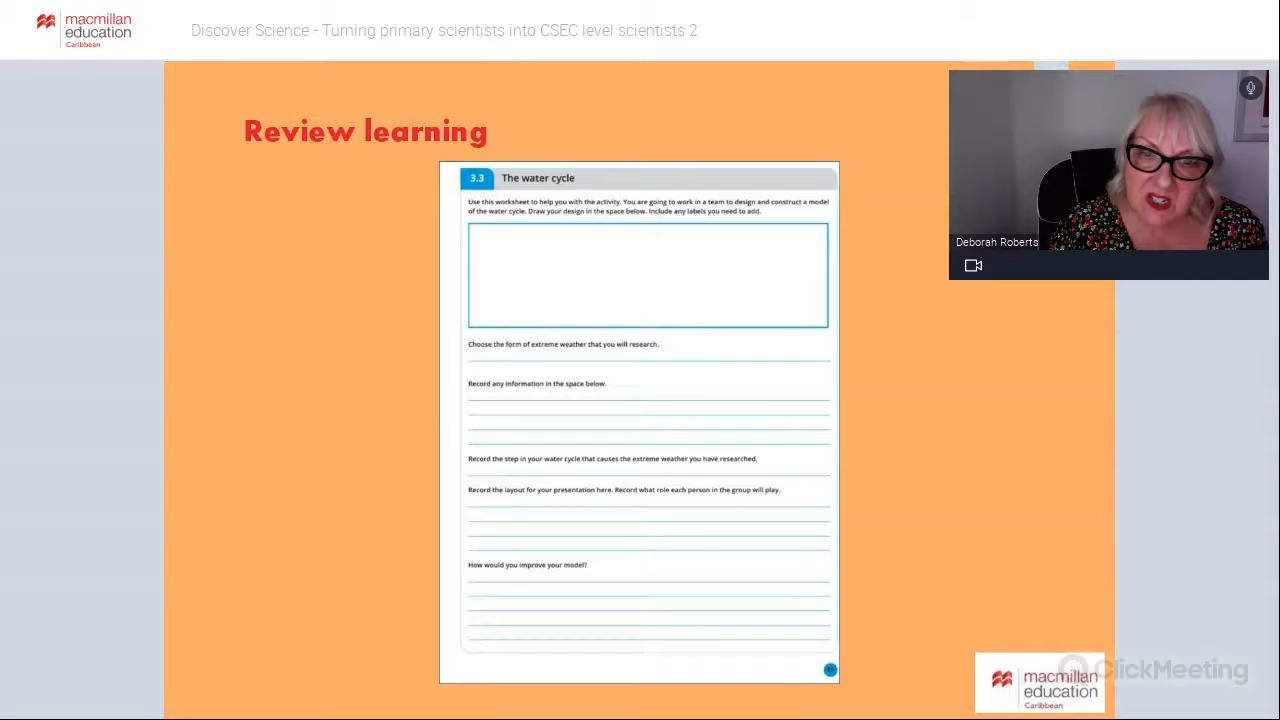 macmillan
education
Caribbean
Discover Science - Turning primary scientists into CSEC level scientists 2
Review learning
Deborah Roberts
3.3 The water cycle
Use this worksheet to help you with the activity. You are going to work in a team to design and construct a model
of the water cycle. Draw your design in the space below. Include any labels you need to add.
Choose the form of extreme weather that you will research.
Record any information in the space below.
Record the step in your water cycle that causes the extreme weather you have researched.
Record the layout for your presentation here. Record what role each person in the group will play.
How would you improve your model?
ClickMeeting
macmillan
education
Caribbean